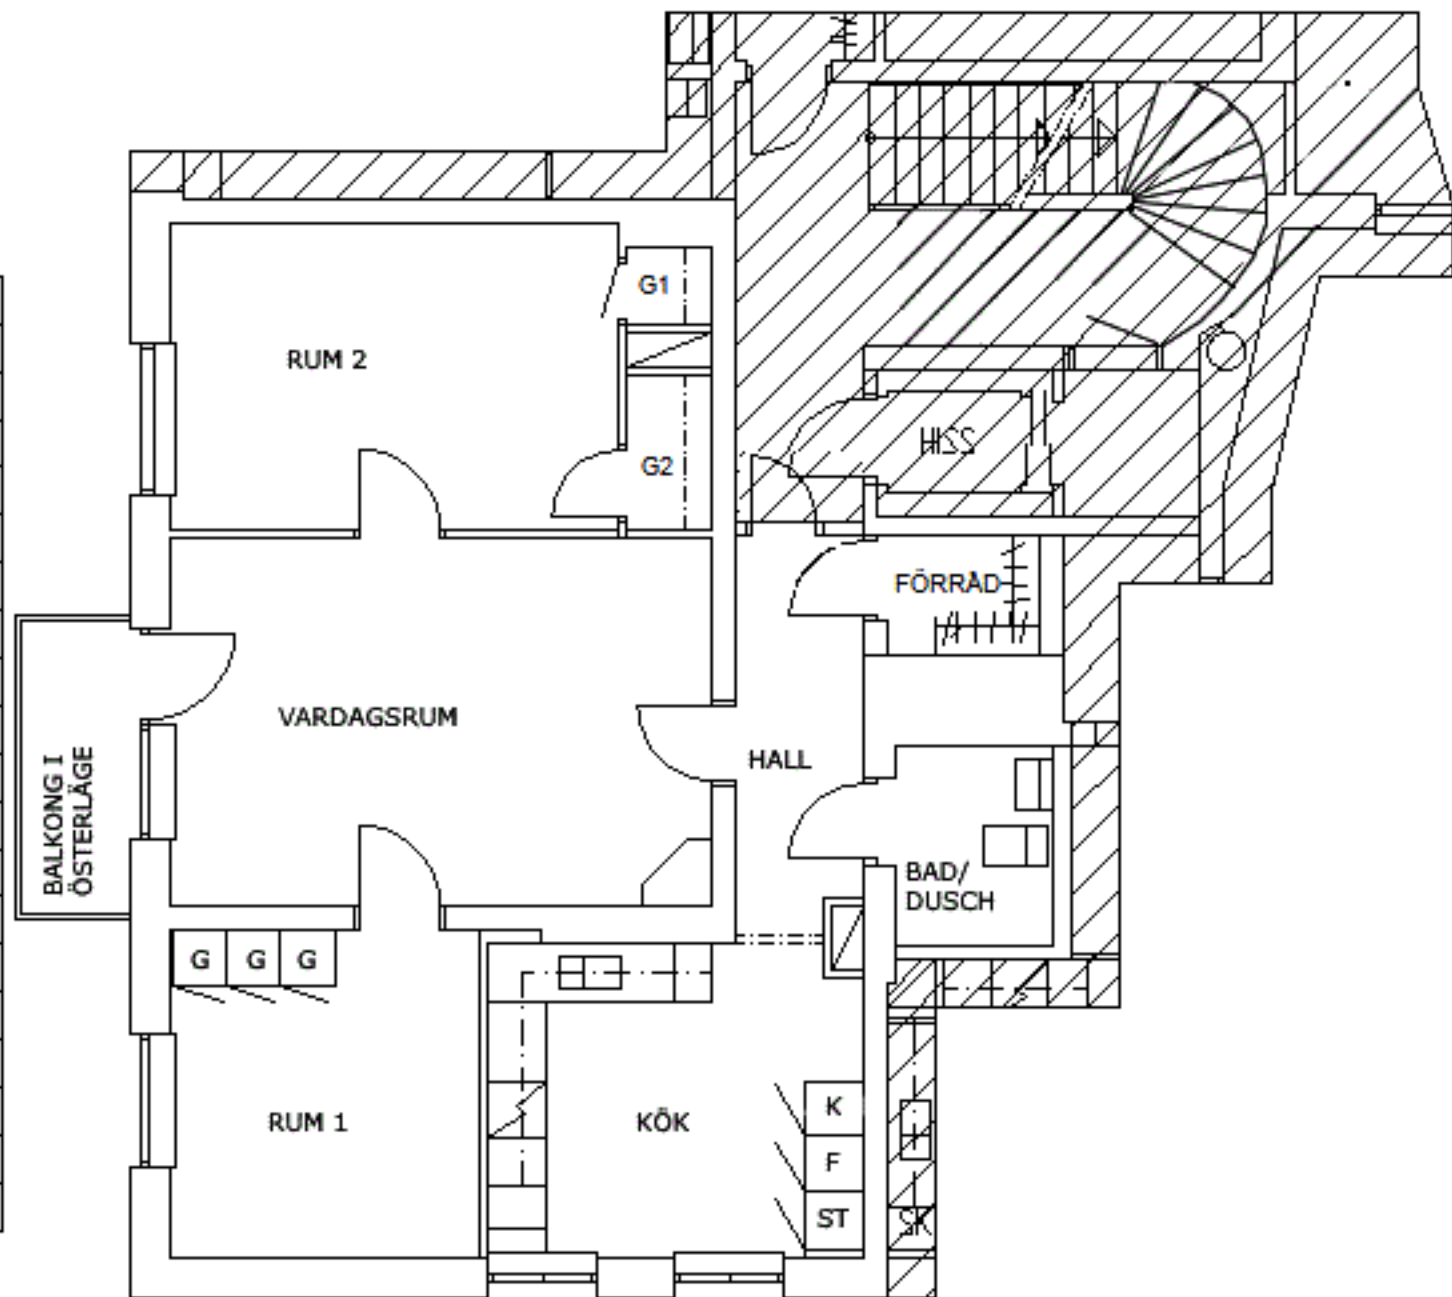 G1
RUM 2
HISS
G2
FÖRRÅD
VARDAGSRUM
HALL
BALKONG I
ÖSTERLÄGE
BAD/
DUSCH
G G G
K
RUM 1
KÖK
F
ST
SK